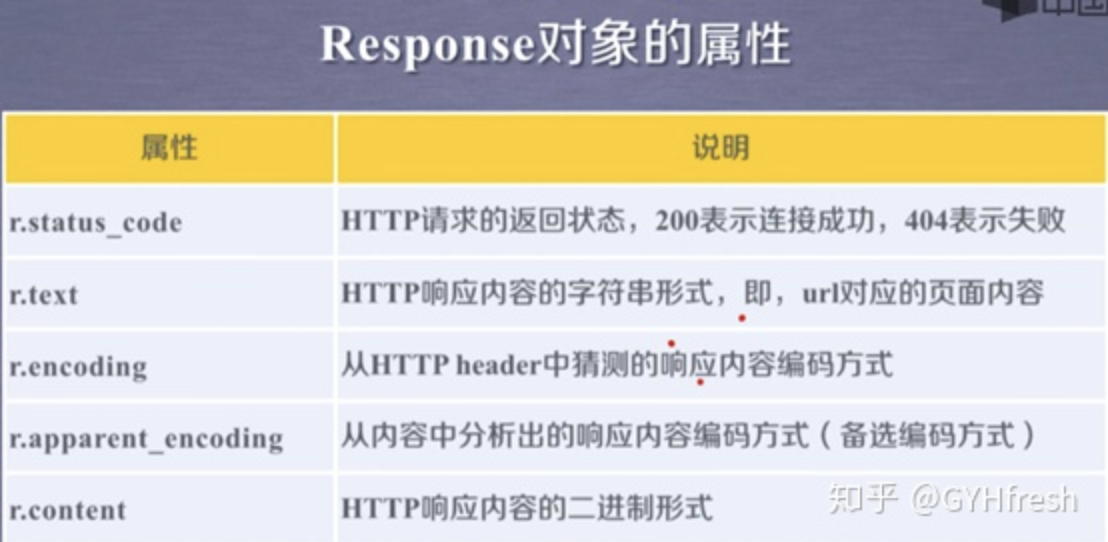 中国
Response对象的属性
属性 说明
r.status_code HTTP请求的返回状态，200表示连接成功，404表示失败
r.text HTTP响应内容的字符串形式，即，url对应的页面内容
r.encoding 从HTTP header中猜测的响应内容编码方式
r.apparent_encoding 从内容中分析出的响应内容编码方式（备选编码方式）
r.content HTTP响应内容的二进制形式
知乎 @GYHfresh